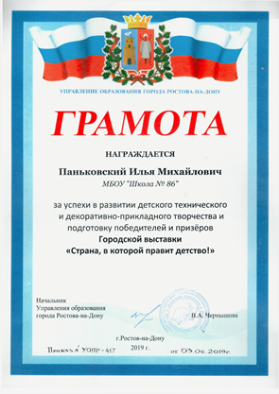 УПРАВЛЕНИЕ ОБРАЗОВАНИЯ ГОРОДА РОСТОВА-НА-ДОНУ
ГРАМОТА
НАГРАЖДАЕТСЯ
Паньковский Илья Михайлович
МБОУ "Школа № 86"
за успехи в развитии детского технического
и декоративно-прикладного творчества и
подготовку победителей и призёров
Городской выставки
«Страна, в которой правит детство!»
Начальник
Управления образования
города Ростова-на-Дону В.А. Чернышова
г.Ростов-на-Дону
Приказ № УОПР - от 03.06.2019г.
2019 г.